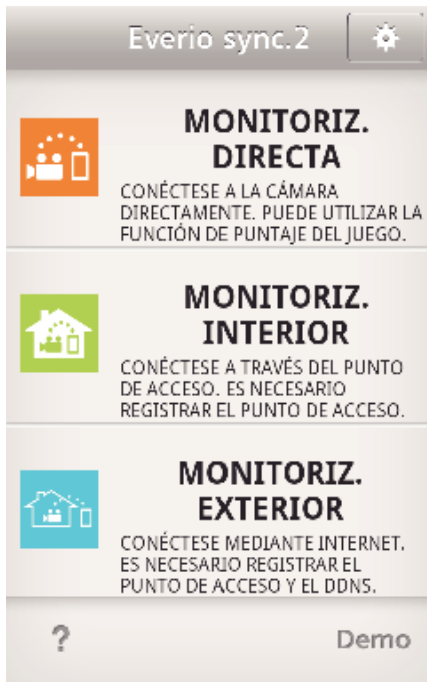 Everio sync.2
MONITORIZ.
DIRECTA
CONÉCTESE A LA CÁMARA
DIRECTAMENTE. PUEDE UTILIZAR LA
FUNCIÓN DE PUNTAJE DEL JUEGO.
MONITORIZ.
INTERIOR
CONÉCTESE A TRAVÉS DEL PUNTO
DE ACCESO. ES NECESARIO
REGISTRAR EL PUNTO DE ACCESO.
MONITORIZ.
EXTERIOR
CONÉCTESE MEDIANTE INTERNET.
ES NECESARIO REGISTRAR EL
PUNTO DE ACCESO Y EL DDNS.
? Demo